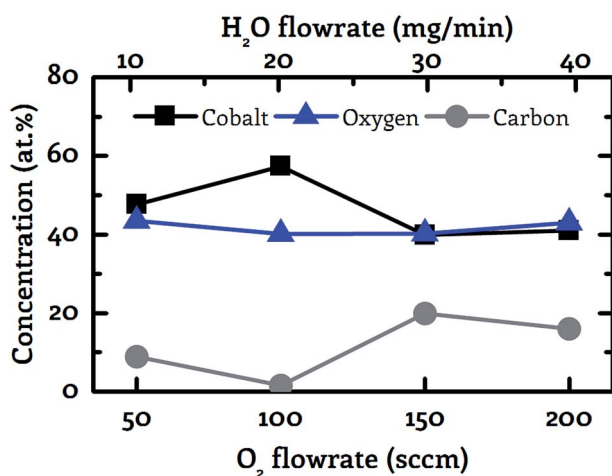 H₂O flowrate (mg/min)
10 20 30 40
80
Cobalt Oxygen Carbon
60
40
20
0
Concentration (at.%)
50 100 150 200
O₂ flowrate (sccm)